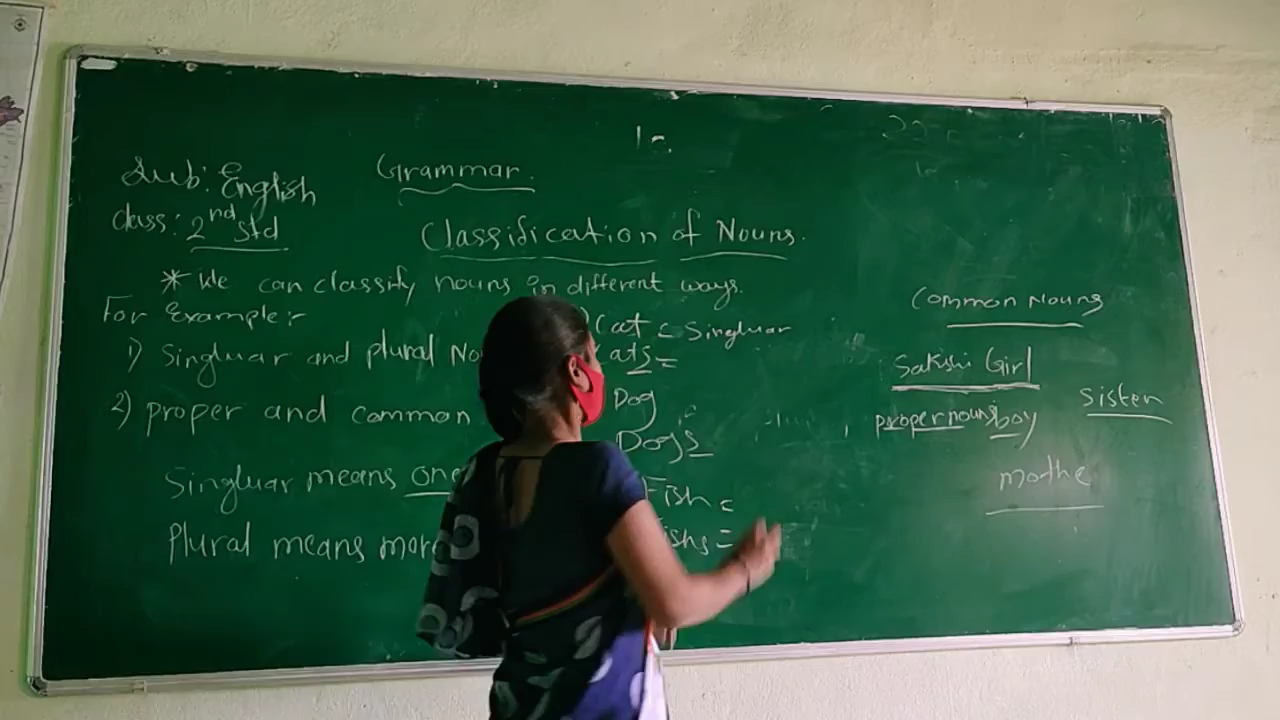 Sub: English
Grammar.
Class: 2nd std
Classification of Nouns.
* We can classify nouns in different ways.
For Example:-
1) Singluar and plural No
2) proper and common
Singluar means one
Plural means more
Cat = Singluar
Cats =
Dog
Dogs
Fish =
ishs =
Common Nouns
Sakshi Girl
proper nouns boy
Sister
mothe